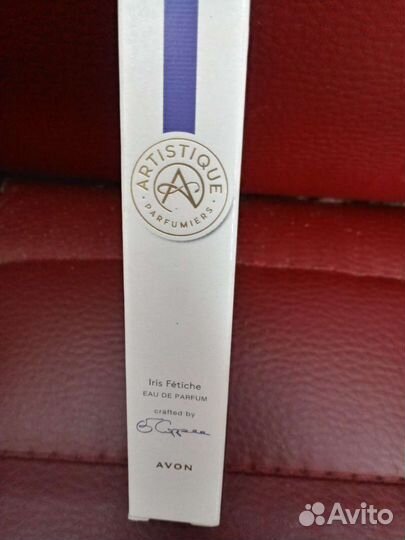 ARTISTIQUE
PARFUMIERS
Iris Fétiche
EAU DE PARFUM
crafted by
AVON
Avito